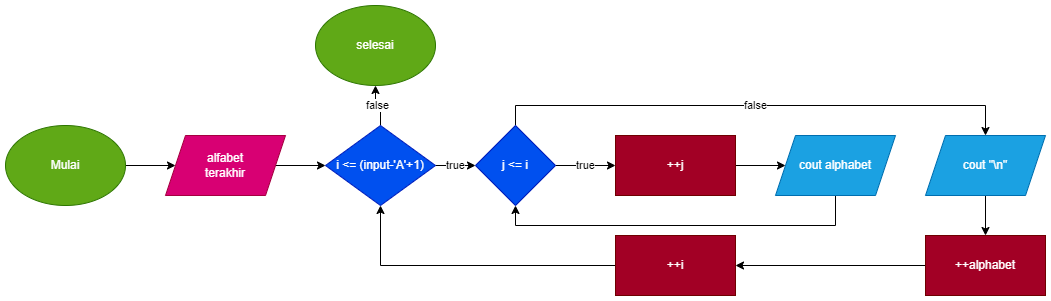 selesai
false
false
Mulai
alfabet
terakhir
i <= (input-'A'+1)
true
j <= i
true
++j
cout alphabet
cout "\n"
++i
++alphabet